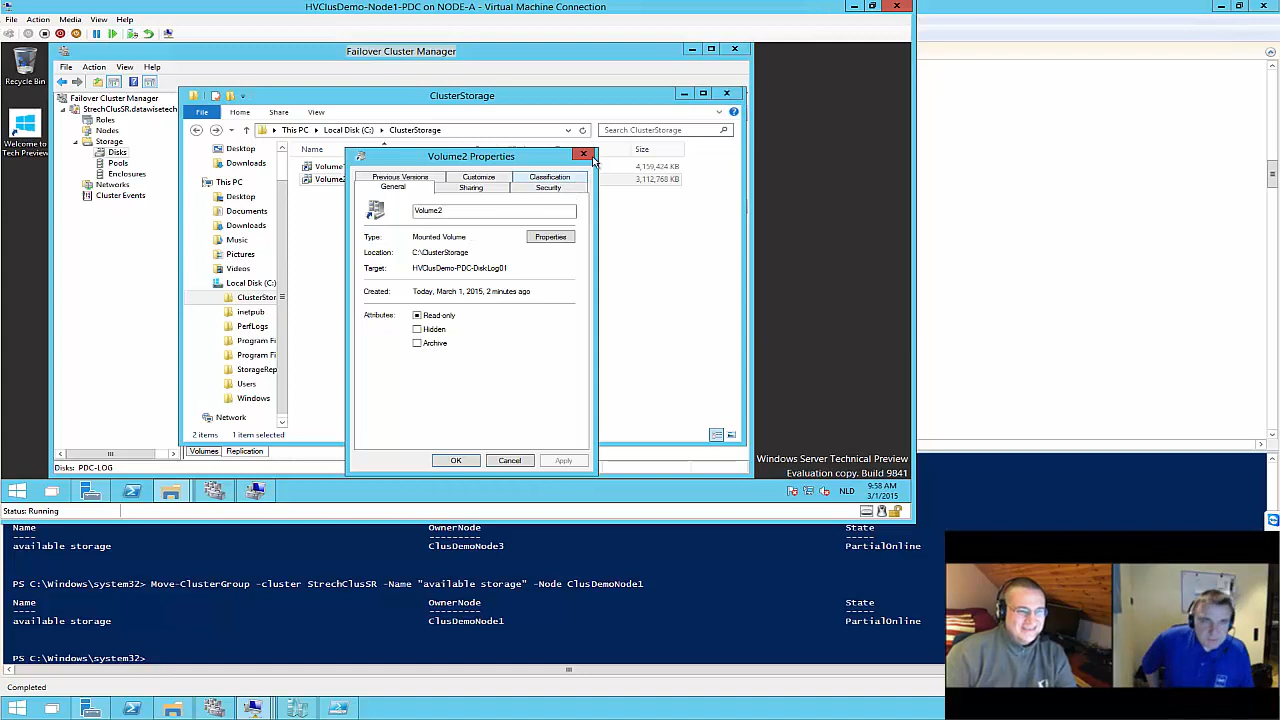 HVClusDemo-Node1-PDC on NODE-A - Virtual Machine Connection
File Action Media View Help
Recycle Bin
Welcome to Tech Preview
Failover Cluster Manager
File Action View Help
Failover Cluster Manager
StrechClusSR.datawisetech
Roles
Nodes
Storage
Disks
Pools
Enclosures
Networks
Cluster Events
Disks: PDC-LOG
Volumes Replication
ClusterStorage
File Home Share View
This PC Local Disk (C:) ClusterStorage
Search ClusterStorage
Desktop
Downloads
This PC
Desktop
Documents
Downloads
Music
Pictures
Videos
Local Disk (C:)
ClusterStor
inetpub
PerfLogs
Program Fi
Program Fi
StorageRep
Users
Windows
Network
2 items 1 item selected
Name Size
Volume 4,159,424 KB
Volume 3,112,768 KB
Volume2 Properties
Previous Versions Customize Classification
General Sharing Security
Volume2
Type: Mounted Volume Properties
Location: C:\ClusterStorage
Target: HVClusDemo-PDC-DiskLog01
Created: Today, March 1, 2015, 2 minutes ago
Attributes: Read-only
Hidden
Archive
OK Cancel Apply
Windows Server Technical Preview
Evaluation copy. Build 9841
NLD
9:58 AM
3/1/2015
Status: Running
Name OwnerNode State
---- --------- -----
available storage ClusDemoNode3 PartialOnline
PS C:\Windows\system32> Move-ClusterGroup -cluster StrechClusSR -Name "available storage" -Node ClusDemoNode1
Name OwnerNode State
---- --------- -----
available storage ClusDemoNode1 PartialOnline
PS C:\Windows\system32>
Completed